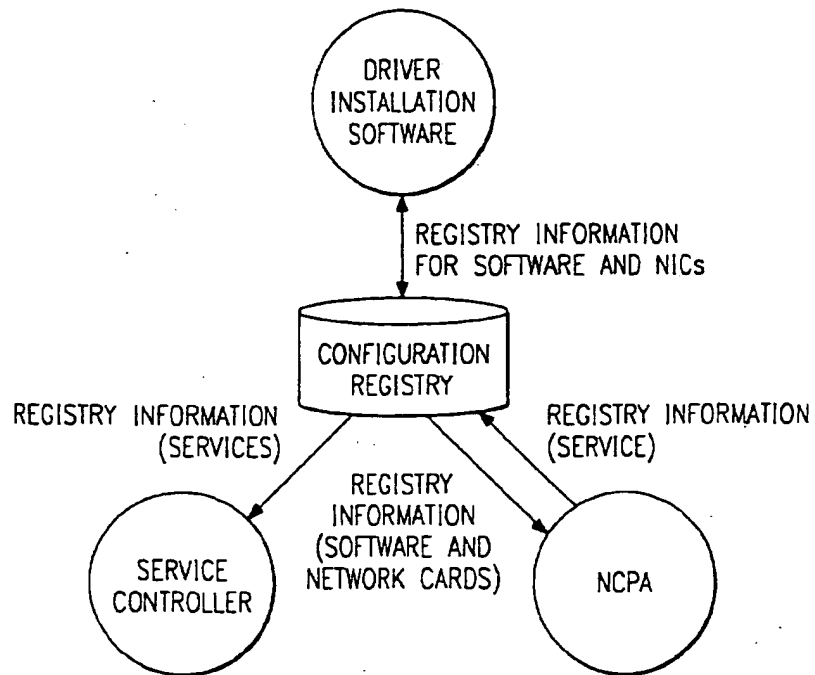 DRIVER
INSTALLATION
SOFTWARE
REGISTRY INFORMATION
FOR SOFTWARE AND NICs
CONFIGURATION
REGISTRY
REGISTRY INFORMATION
(SERVICES)
REGISTRY INFORMATION
(SERVICE)
REGISTRY
INFORMATION
(SOFTWARE AND
NETWORK CARDS)
SERVICE
CONTROLLER
NCPA